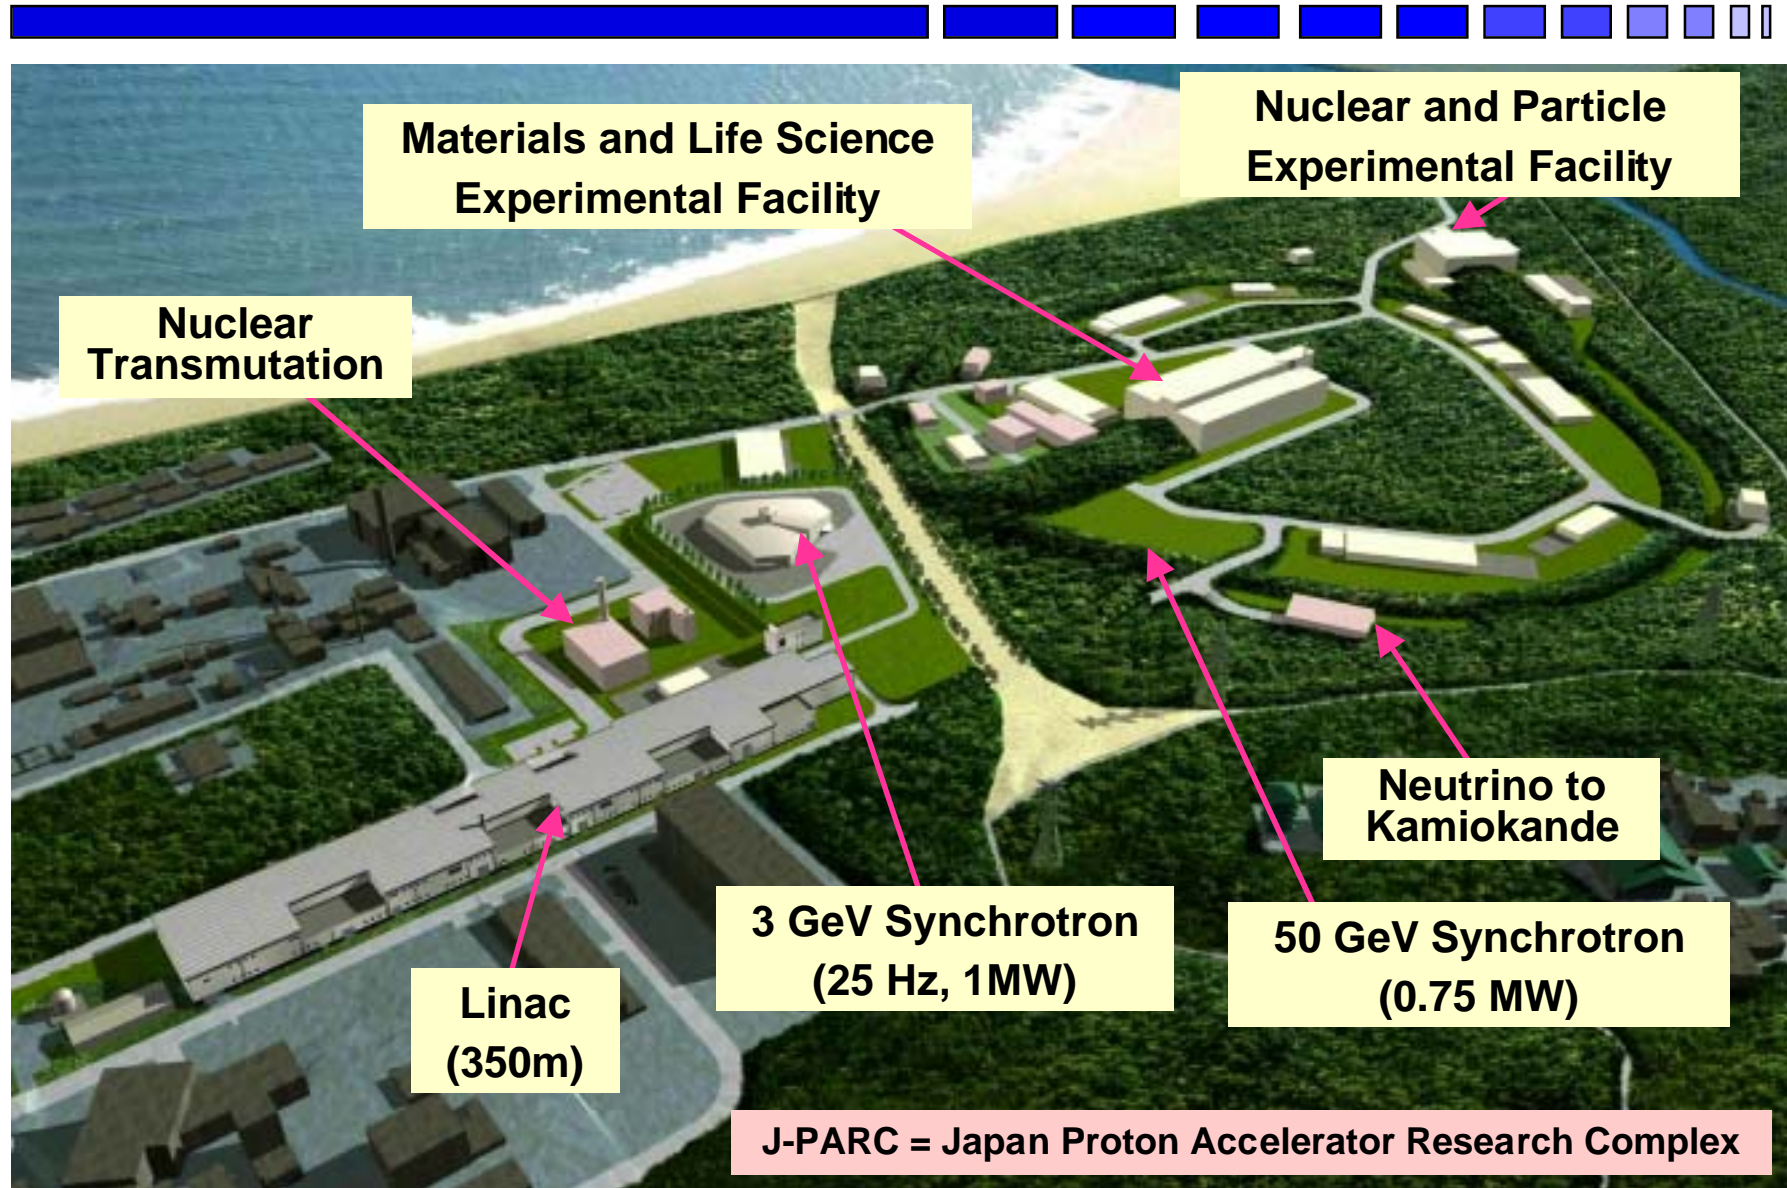 Materials and Life Science
Experimental Facility
Nuclear and Particle
Experimental Facility
Nuclear
Transmutation
Neutrino to
Kamiokande
3 GeV Synchrotron
(25 Hz, 1MW)
50 GeV Synchrotron
(0.75 MW)
Linac
(350m)
J-PARC = Japan Proton Accelerator Research Complex